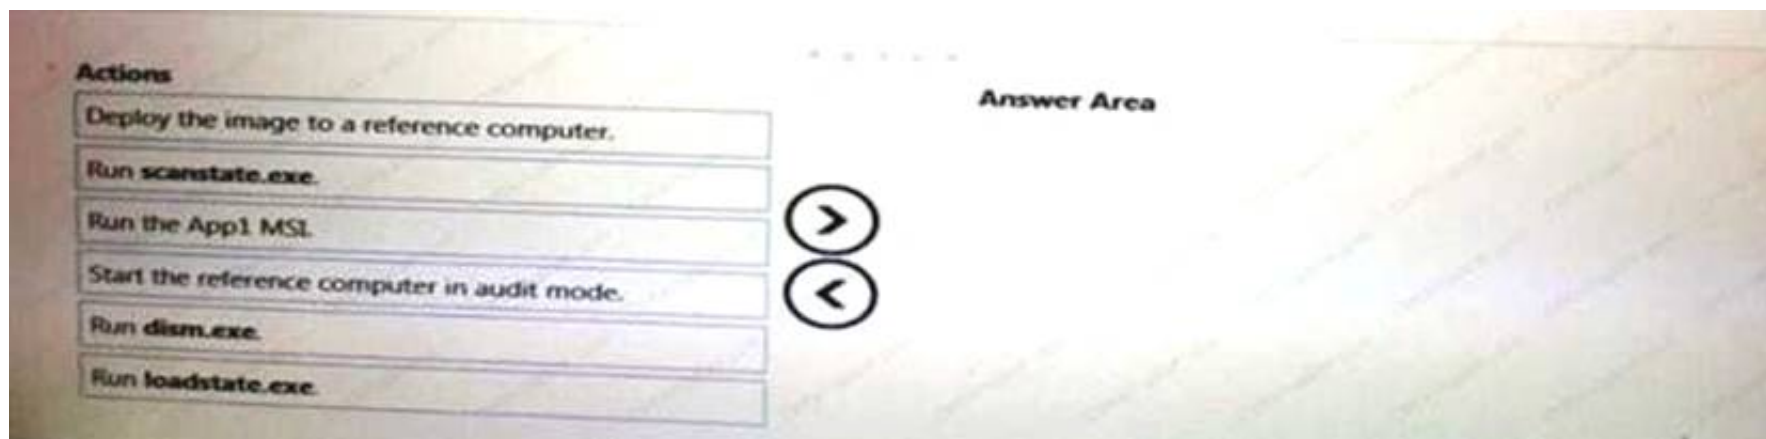 Actions
Answer Area
Deploy the image to a reference computer.
Run scanstate.exe.
Run the App1 MSI.
Start the reference computer in audit mode.
Run dism.exe.
Run loadstate.exe.